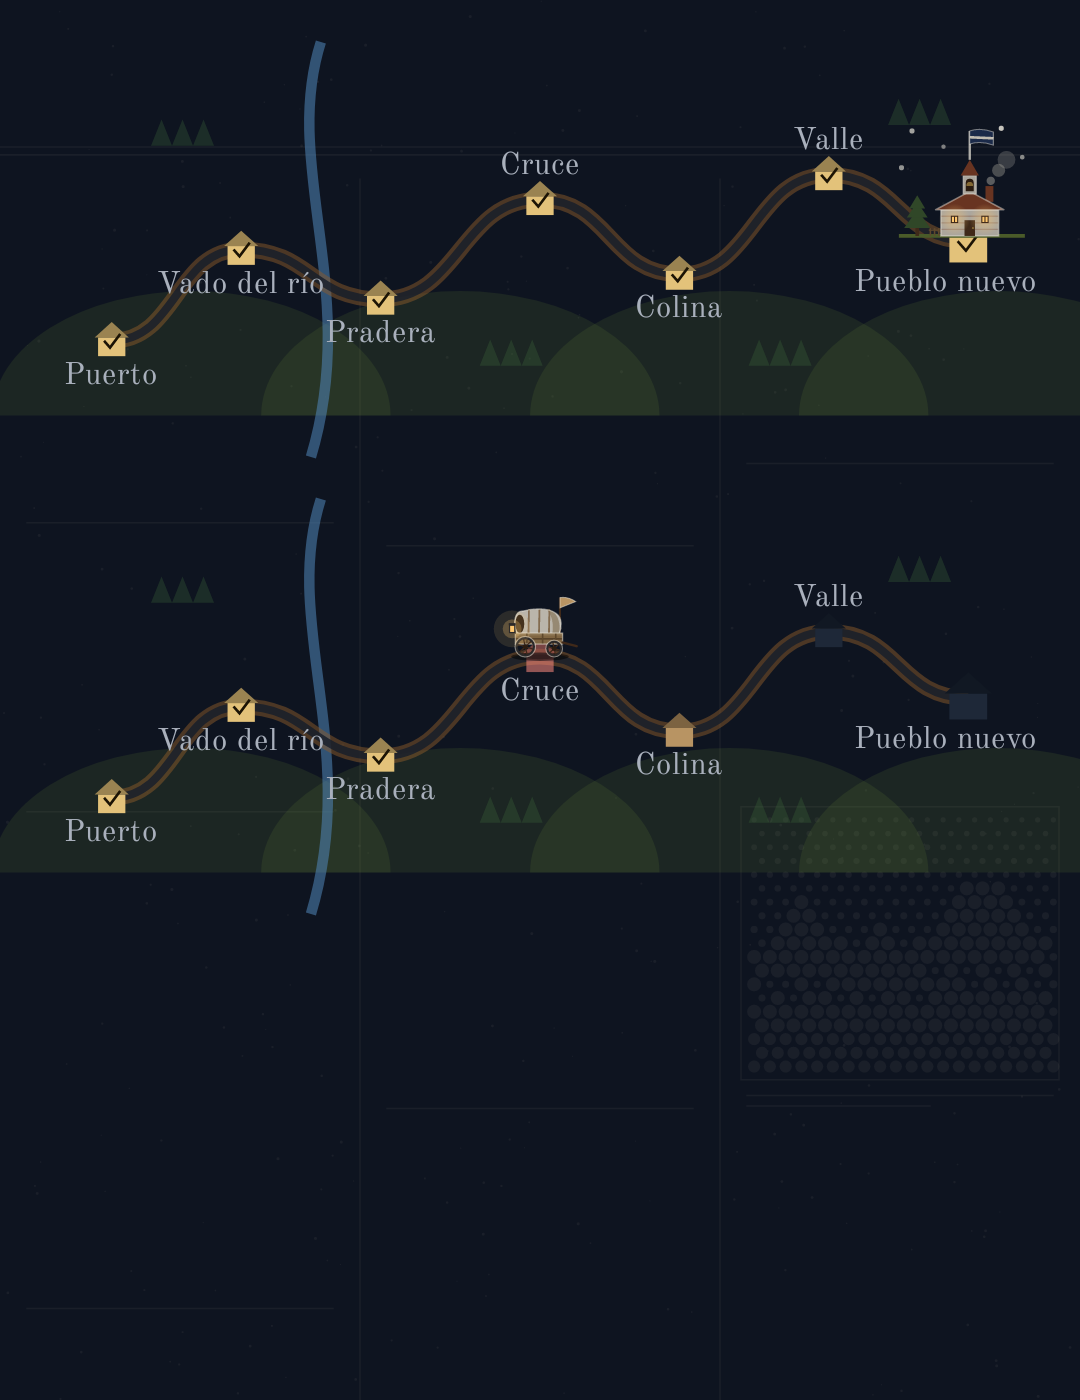 Valle
Cruce
Vado del río
Pueblo nuevo
Colina
Pradera
Puerto
Valle
Cruce
Vado del río
Pueblo nuevo
Colina
Pradera
Puerto